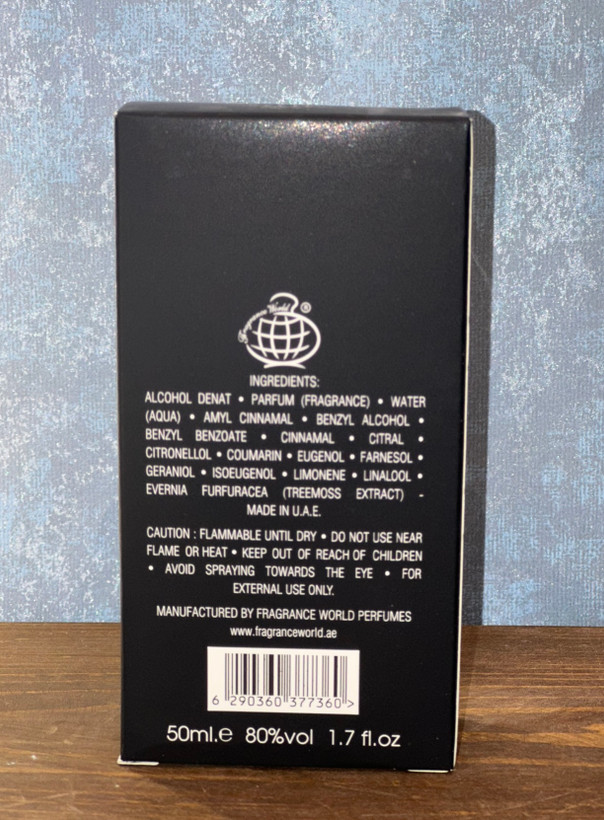 Fragrance World ®
INGREDIENTS:
ALCOHOL DENAT • PARFUM (FRAGRANCE) • WATER
(AQUA) • AMYL CINNAMAL • BENZYL ALCOHOL •
BENZYL BENZOATE • CINNAMAL • CITRAL •
CITRONELLOL • COUMARIN • EUGENOL • FARNESOL •
GERANIOL • ISOEUGENOL • LIMONENE • LINALOOL •
EVERNIA FURFURACEA (TREEMOSS EXTRACT) -
MADE IN U.A.E.
CAUTION : FLAMMABLE UNTIL DRY • DO NOT USE NEAR
FLAME OR HEAT • KEEP OUT OF REACH OF CHILDREN
• AVOID SPRAYING TOWARDS THE EYE • FOR
EXTERNAL USE ONLY.
MANUFACTURED BY FRAGRANCE WORLD PERFUMES
www.fragranceworld.ae
6 290360 377360 >
50ml.e 80%vol 1.7 fl.oz